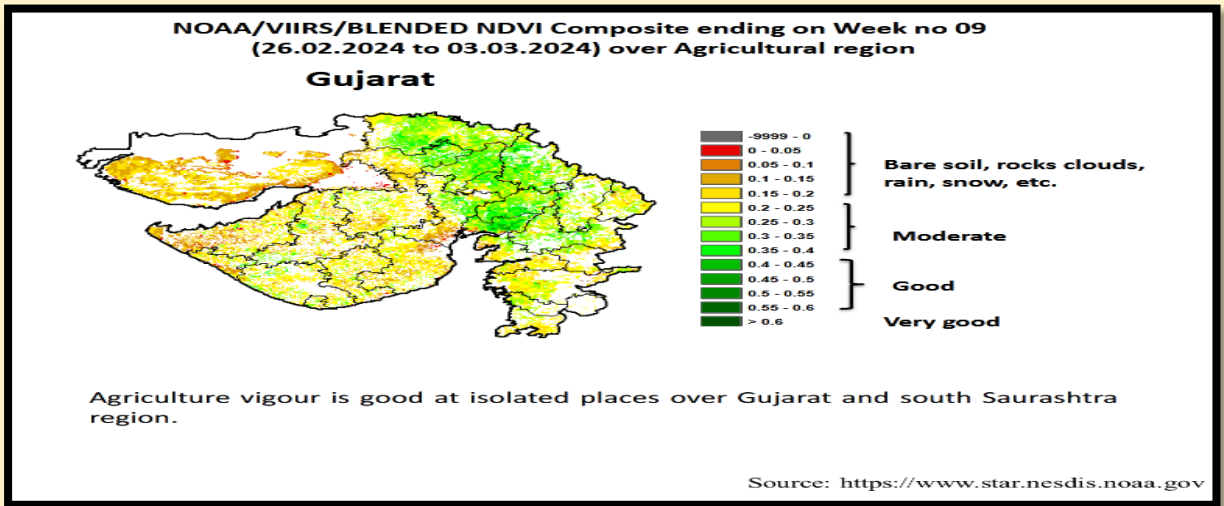 NOAA/VIIRS/BLENDED NDVI Composite ending on Week no 09
(26.02.2024 to 03.03.2024) over Agricultural region
Gujarat
-9999 - 0
0 - 0.05
0.05 - 0.1
0.1 - 0.15
0.15 - 0.2
0.2 - 0.25
0.25 - 0.3
0.3 - 0.35
0.35 - 0.4
0.4 - 0.45
0.45 - 0.5
0.5 - 0.55
0.55 - 0.6
> 0.6
Bare soil, rocks clouds,
rain, snow, etc.
Moderate
Good
Very good
Agriculture vigour is good at isolated places over Gujarat and south Saurashtra
region.
Source: https://www.star.nesdis.noaa.gov